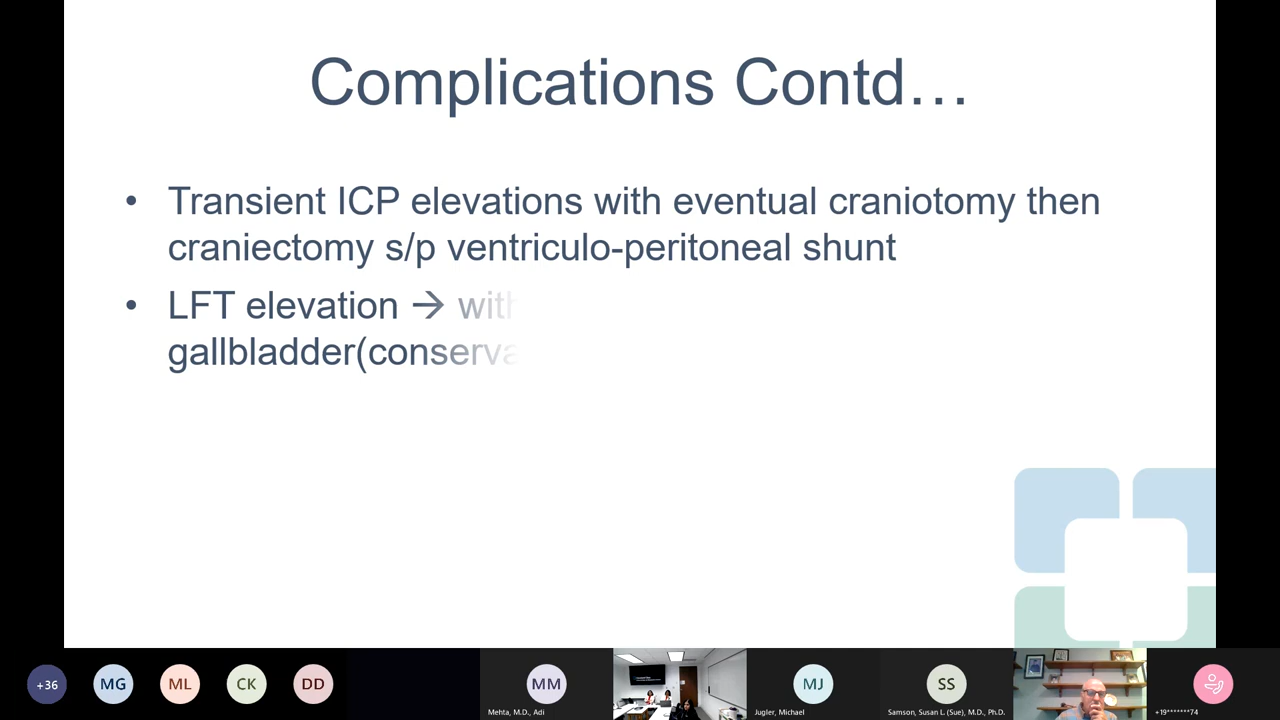 Complications Contd…
• Transient ICP elevations with eventual craniotomy then
craniectomy s/p ventriculo-peritoneal shunt
• LFT elevation → with
gallbladder(conserva
+36
MG
ML
CK
DD
MM
Mehta, M.D., Adi
MJ
Jugler, Michael
SS
Samson, Susan L. (Sue), M.D., Ph.D.
+19*******74